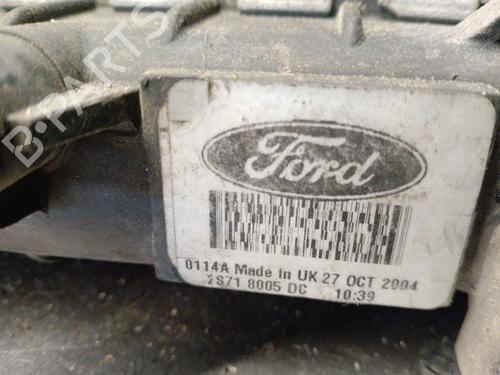 B-PARTS
Ford
0114A Made in UK 27 OCT 2004
2S71 8005 DC 10:39